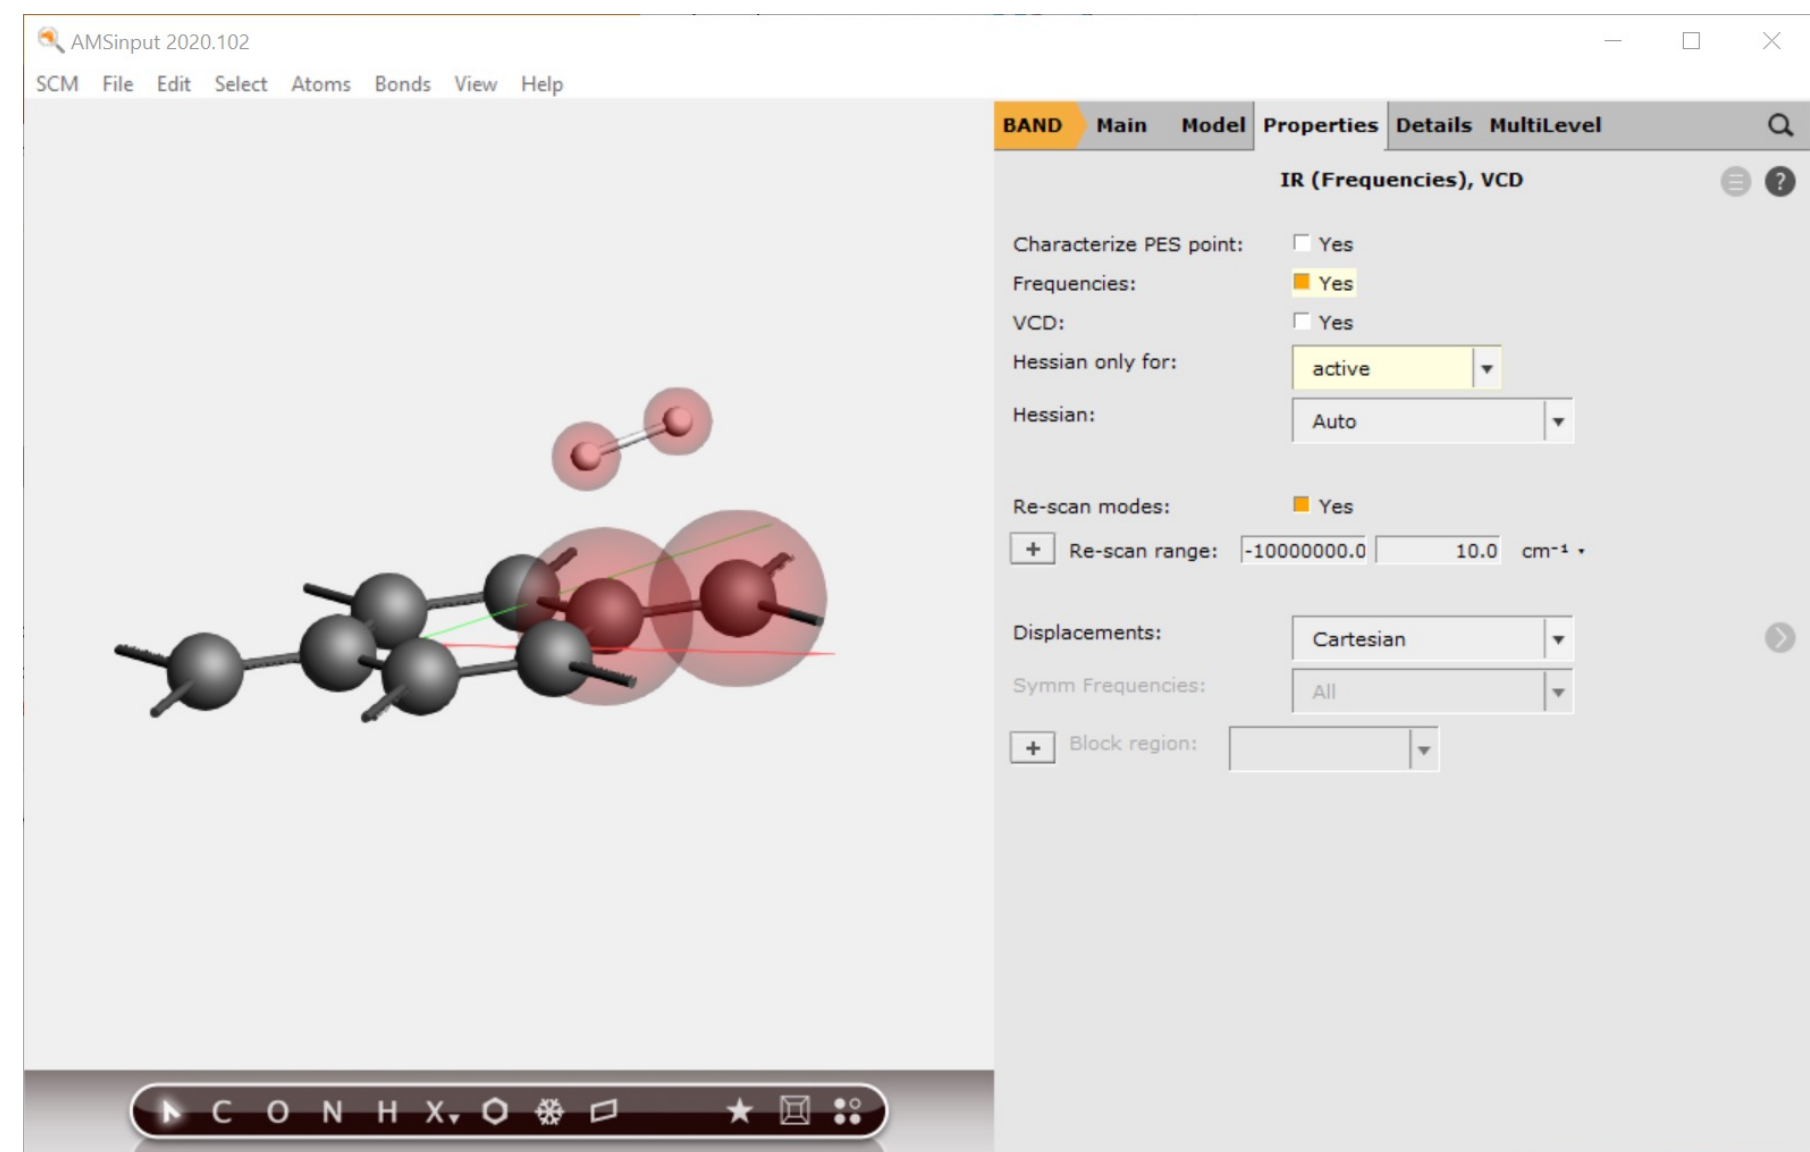 AMSinput 2020.102
SCM File Edit Select Atoms Bonds View Help
BAND Main Model Properties Details MultiLevel
IR (Frequencies), VCD
Characterize PES point: Yes
Frequencies: Yes
VCD: Yes
Hessian only for: active
Hessian: Auto
Re-scan modes: Yes
+ Re-scan range: -10000000.0 10.0 cm⁻¹
Displacements: Cartesian
Symm Frequencies: All
+ Block region:
C O N H X